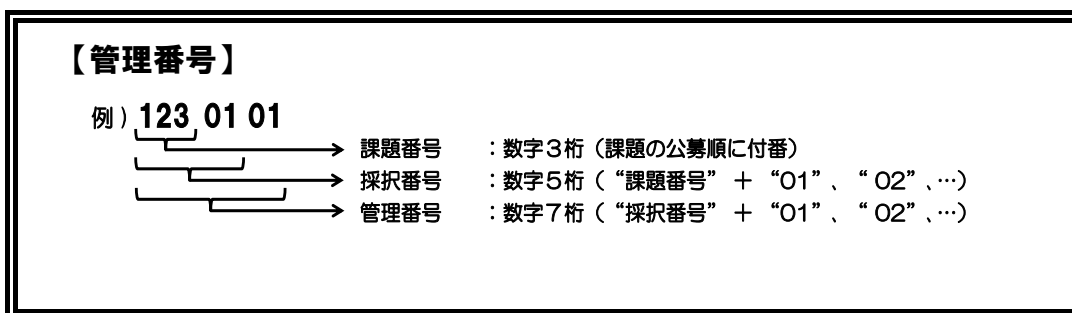 【管理番号】
例）123 01 01
課題番号　：数字３桁（課題の公募順に付番）
採択番号　：数字５桁（“課題番号” ＋ “01”、“02”、…）
管理番号　：数字７桁（“採択番号” ＋ “01”、“02”、…）